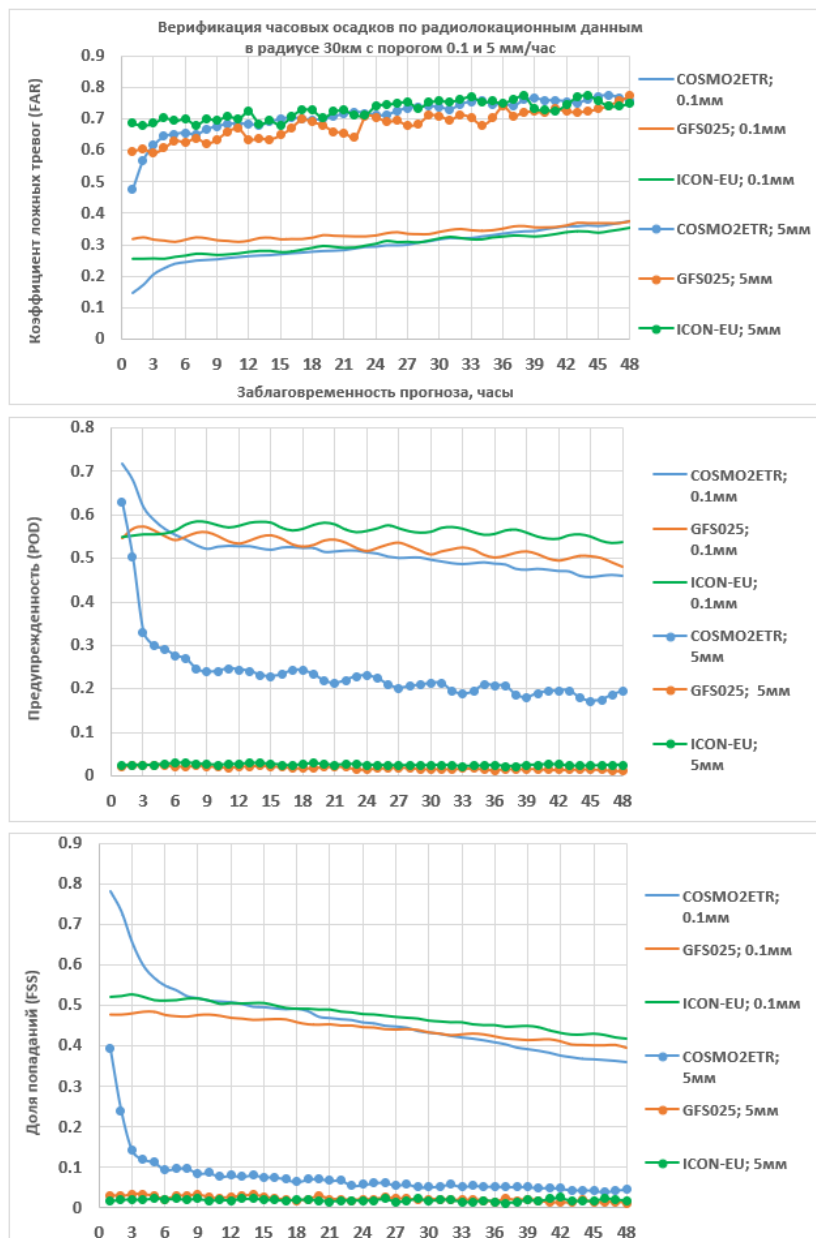 Верификация часовых осадков по радиолокационным данным
в радиусе 30км с порогом 0.1 и 5 мм/час
Коэффициент ложных тревог (FAR)
0.9
0.8
0.7
0.6
0.5
0.4
0.3
0.2
0.1
0
0 3 6 9 12 15 18 21 24 27 30 33 36 39 42 45 48
Заблаговременность прогноза, часы
COSMO2ETR;
0.1мм
GFS025; 0.1мм
ICON-EU; 0.1мм
COSMO2ETR;
5мм
GFS025; 5мм
ICON-EU; 5мм
Предупрежденность (POD)
0.8
0.7
0.6
0.5
0.4
0.3
0.2
0.1
0
0 3 6 9 12 15 18 21 24 27 30 33 36 39 42 45 48
COSMO2ETR;
0.1мм
GFS025;
0.1мм
ICON-EU;
0.1мм
COSMO2ETR;
5мм
GFS025; 5мм
ICON-EU;
5мм
Доля попаданий (FSS)
0.9
0.8
0.7
0.6
0.5
0.4
0.3
0.2
0.1
0
0 3 6 9 12 15 18 21 24 27 30 33 36 39 42 45 48
COSMO2ETR;
0.1мм
GFS025; 0.1мм
ICON-EU; 0.1мм
COSMO2ETR;
5мм
GFS025; 5мм
ICON-EU; 5мм